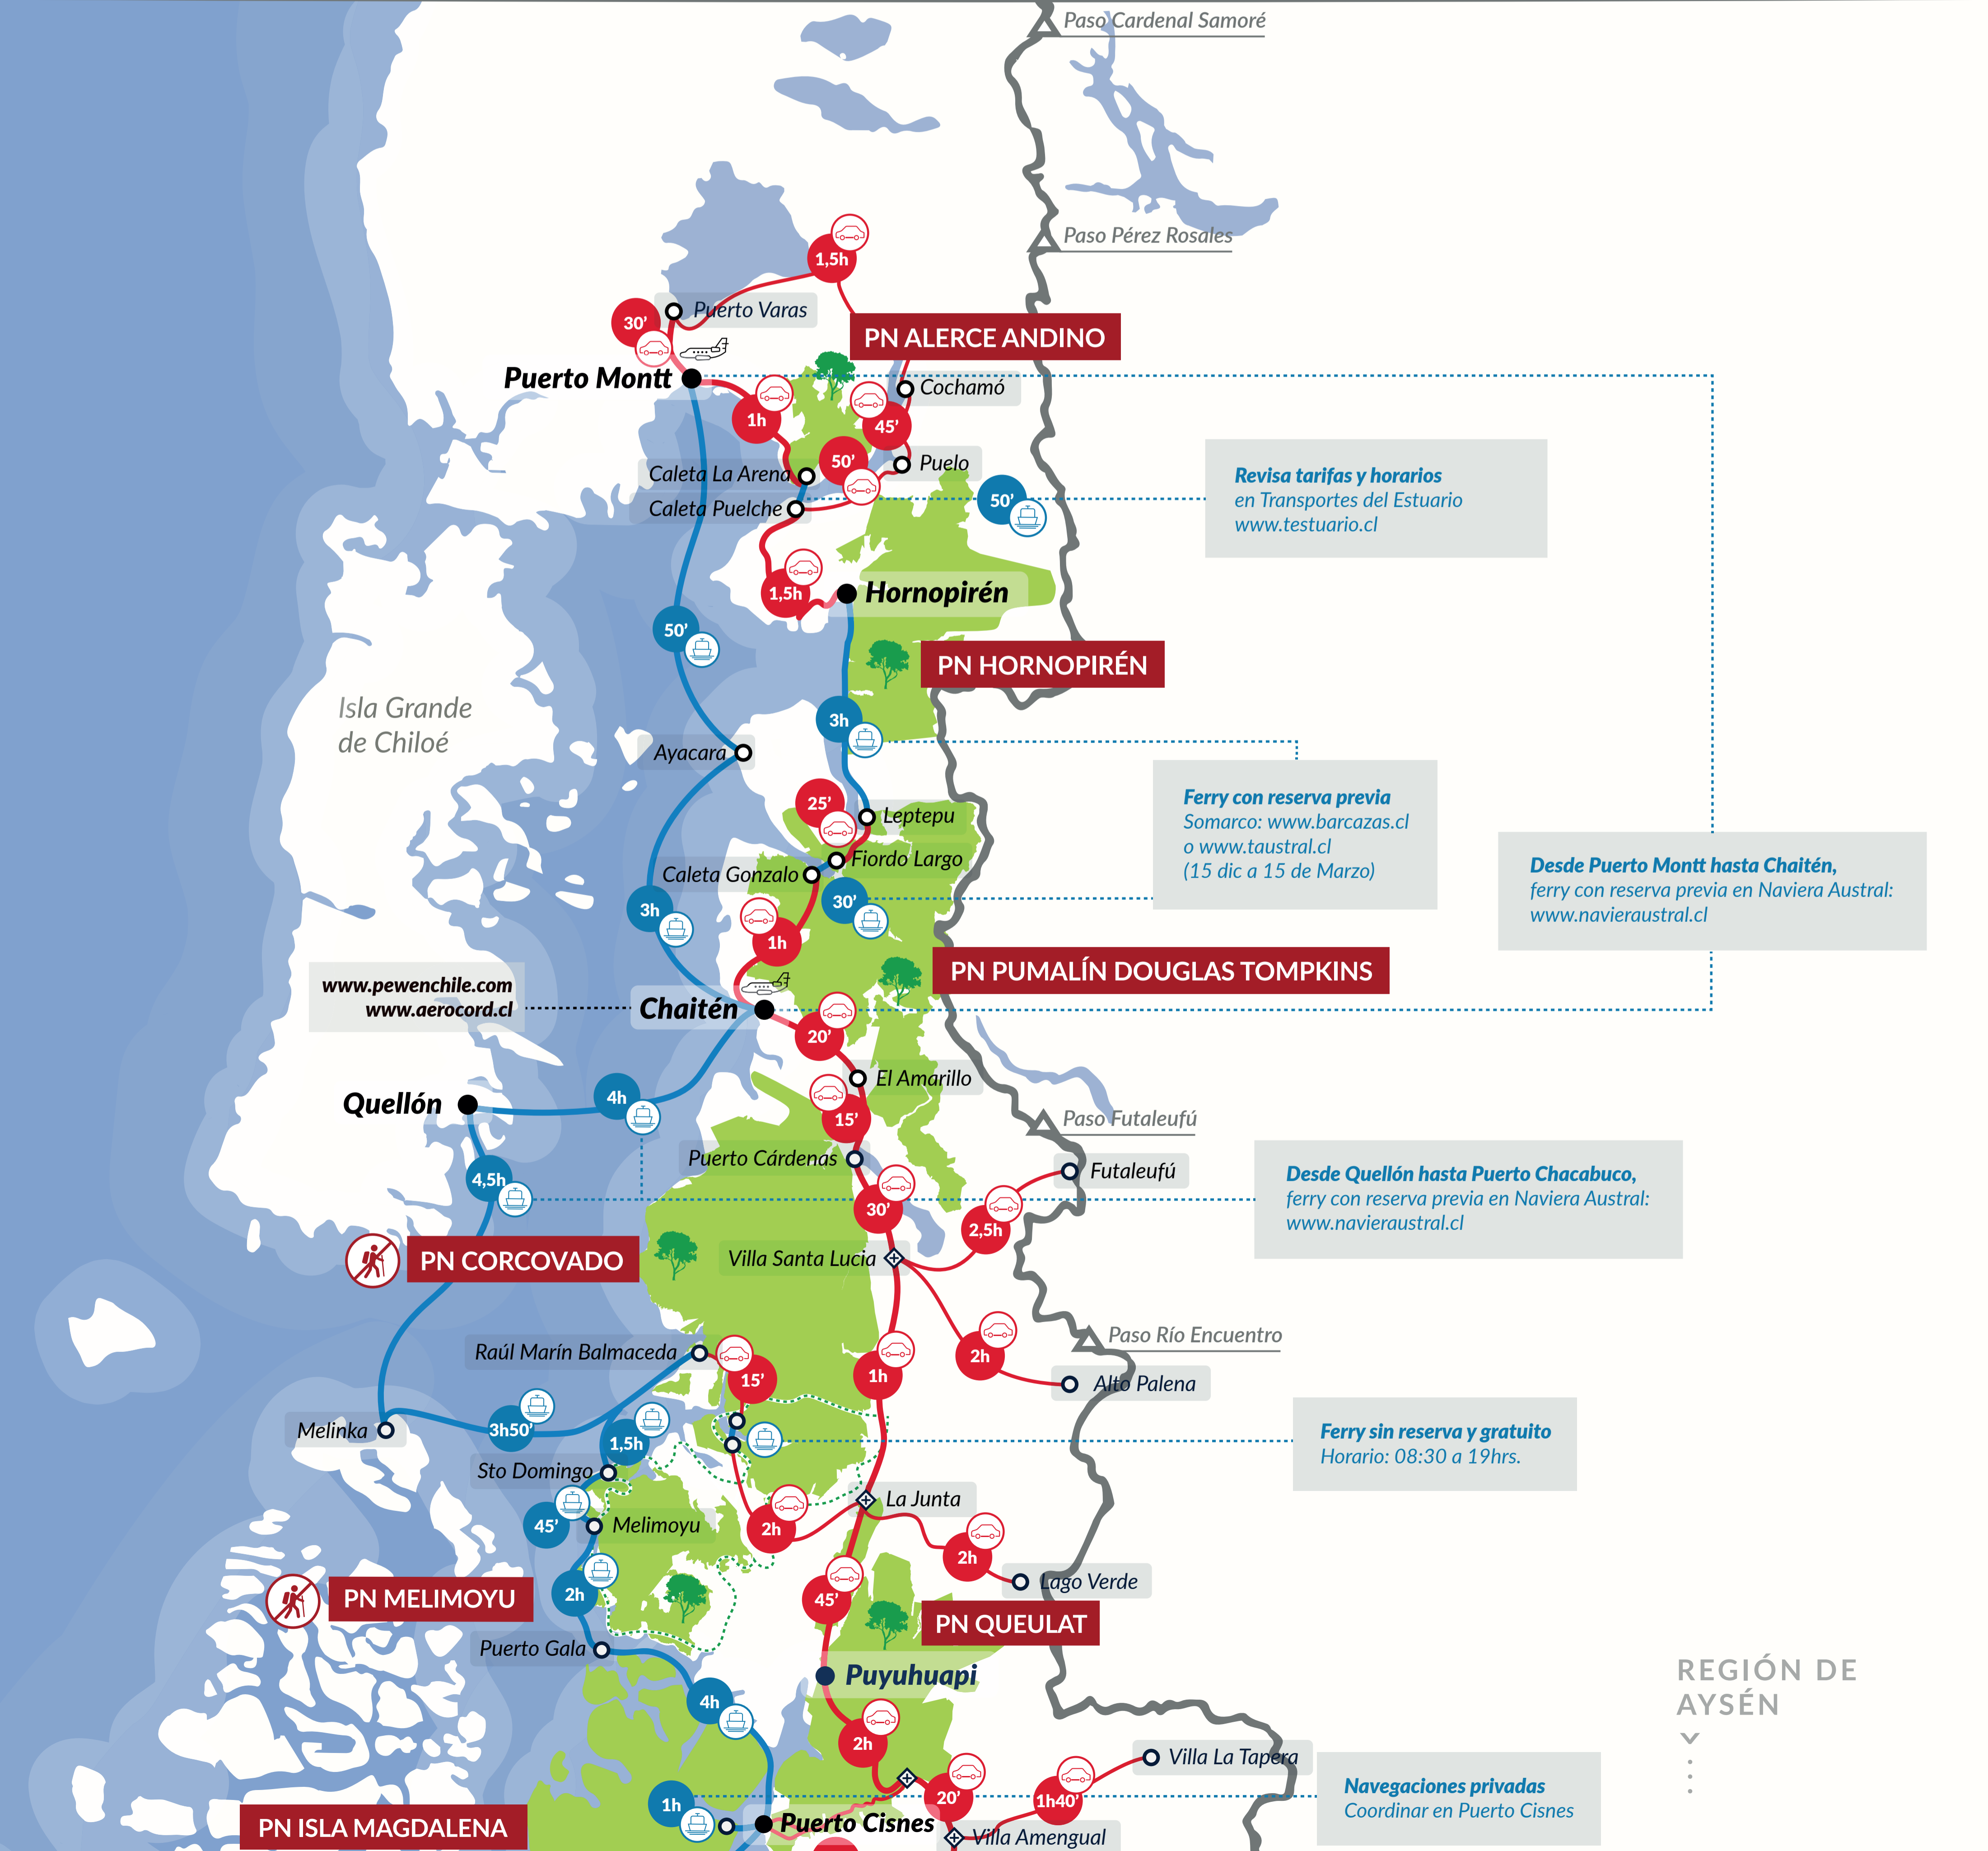 Paso Cardenal Samoré
Paso Pérez Rosales
1,5h
30’
Puerto Varas
PN ALERCE ANDINO
Puerto Montt
Cochamó
1h
45’
50’
Puelo
Caleta La Arena
Caleta Puelche
50’
Revisa tarifas y horarios
en Transportes del Estuario
www.testuario.cl
1,5h
Hornopirén
50’
PN HORNOPIRÉN
Isla Grande
de Chiloé
3h
Ayacara
25’
Leptepu
Fiordo Largo
Caleta Gonzalo
30’
Ferry con reserva previa
Somarco: www.barcazas.cl
o www.taustral.cl
(15 dic a 15 de Marzo)
Desde Puerto Montt hasta Chaitén,
ferry con reserva previa en Naviera Austral:
www.navieraustral.cl
3h
1h
PN PUMALÍN DOUGLAS TOMPKINS
www.pewenchile.com
www.aerocord.cl
Chaitén
20’
El Amarillo
Quellón
4h
15’
Paso Futaleufú
Puerto Cárdenas
Futaleufú
4,5h
30’
2,5h
Desde Quellón hasta Puerto Chacabuco,
ferry con reserva previa en Naviera Austral:
www.navieraustral.cl
PN CORCOVADO
Villa Santa Lucia
Paso Río Encuentro
Raúl Marín Balmaceda
15’
1h
2h
Alto Palena
Melinka
3h50’
1,5h
Ferry sin reserva y gratuito
Horario: 08:30 a 19hrs.
Sto Domingo
La Junta
45’
Melimoyu
2h
2h
Lago Verde
PN MELIMOYU
2h
45’
PN QUEULAT
Puerto Gala
Puyuhuapi
REGIÓN DE
AYSÉN
4h
2h
Villa La Tapera
1h
20’
1h40’
Navegaciones privadas
Coordinar en Puerto Cisnes
PN ISLA MAGDALENA
Puerto Cisnes
Villa Amengual